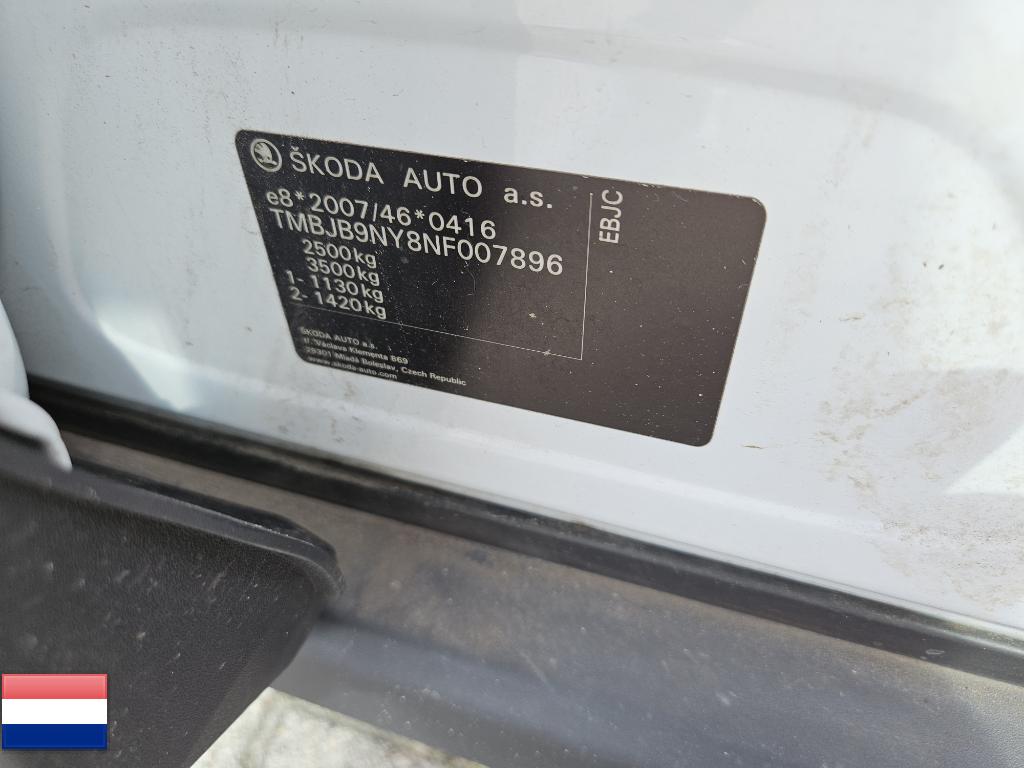 ŠKODA AUTO a.s.
e8*2007/46*0416
TMBJB9NY8NF007896
2500kg
3500kg
1- 1130kg
2- 1420kg
EBJC
ŠKODA AUTO a.s.
tř. Václava Klementa 869
29301 Mladá Boleslav, Czech Republic
www.skoda-auto.com